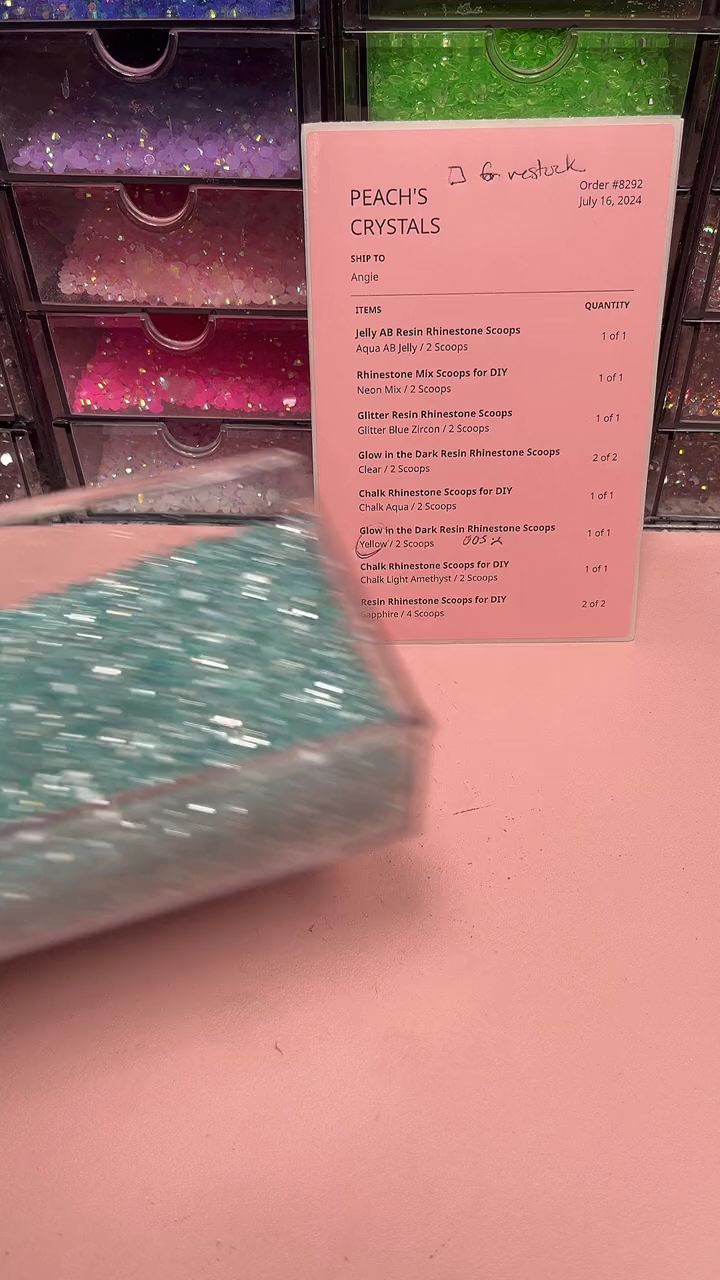 for restock
PEACH'S
CRYSTALS
Order #8292
July 16, 2024
SHIP TO
Angie
ITEMS QUANTITY
Jelly AB Resin Rhinestone Scoops 1 of 1
Aqua AB Jelly / 2 Scoops
Rhinestone Mix Scoops for DIY 1 of 1
Neon Mix / 2 Scoops
Glitter Resin Rhinestone Scoops 1 of 1
Glitter Blue Zircon / 2 Scoops
Glow in the Dark Resin Rhinestone Scoops 2 of 2
Clear / 2 Scoops
Chalk Rhinestone Scoops for DIY 1 of 1
Chalk Aqua / 2 Scoops
Glow in the Dark Resin Rhinestone Scoops 1 of 1
Yellow / 2 Scoops
Chalk Rhinestone Scoops for DIY 1 of 1
Chalk Light Amethyst / 2 Scoops
Resin Rhinestone Scoops for DIY 2 of 2
Sapphire / 4 Scoops